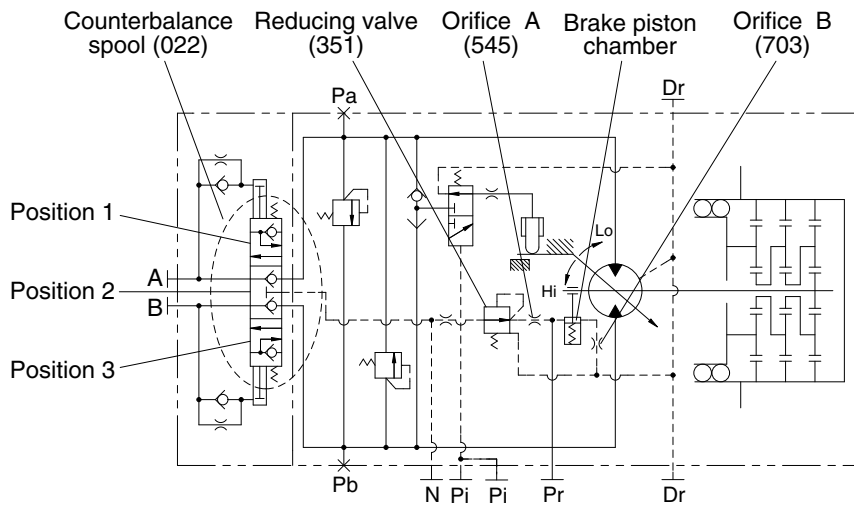 Counterbalance
spool (022)
Reducing valve
(351)
Orifice A
(545)
Brake piston
chamber
Orifice B
(703)
Pa
Dr
Position 1
Lo
A
Position 2
B
Hi
Position 3
Pb
N
Pi
Pi
Pr
Dr